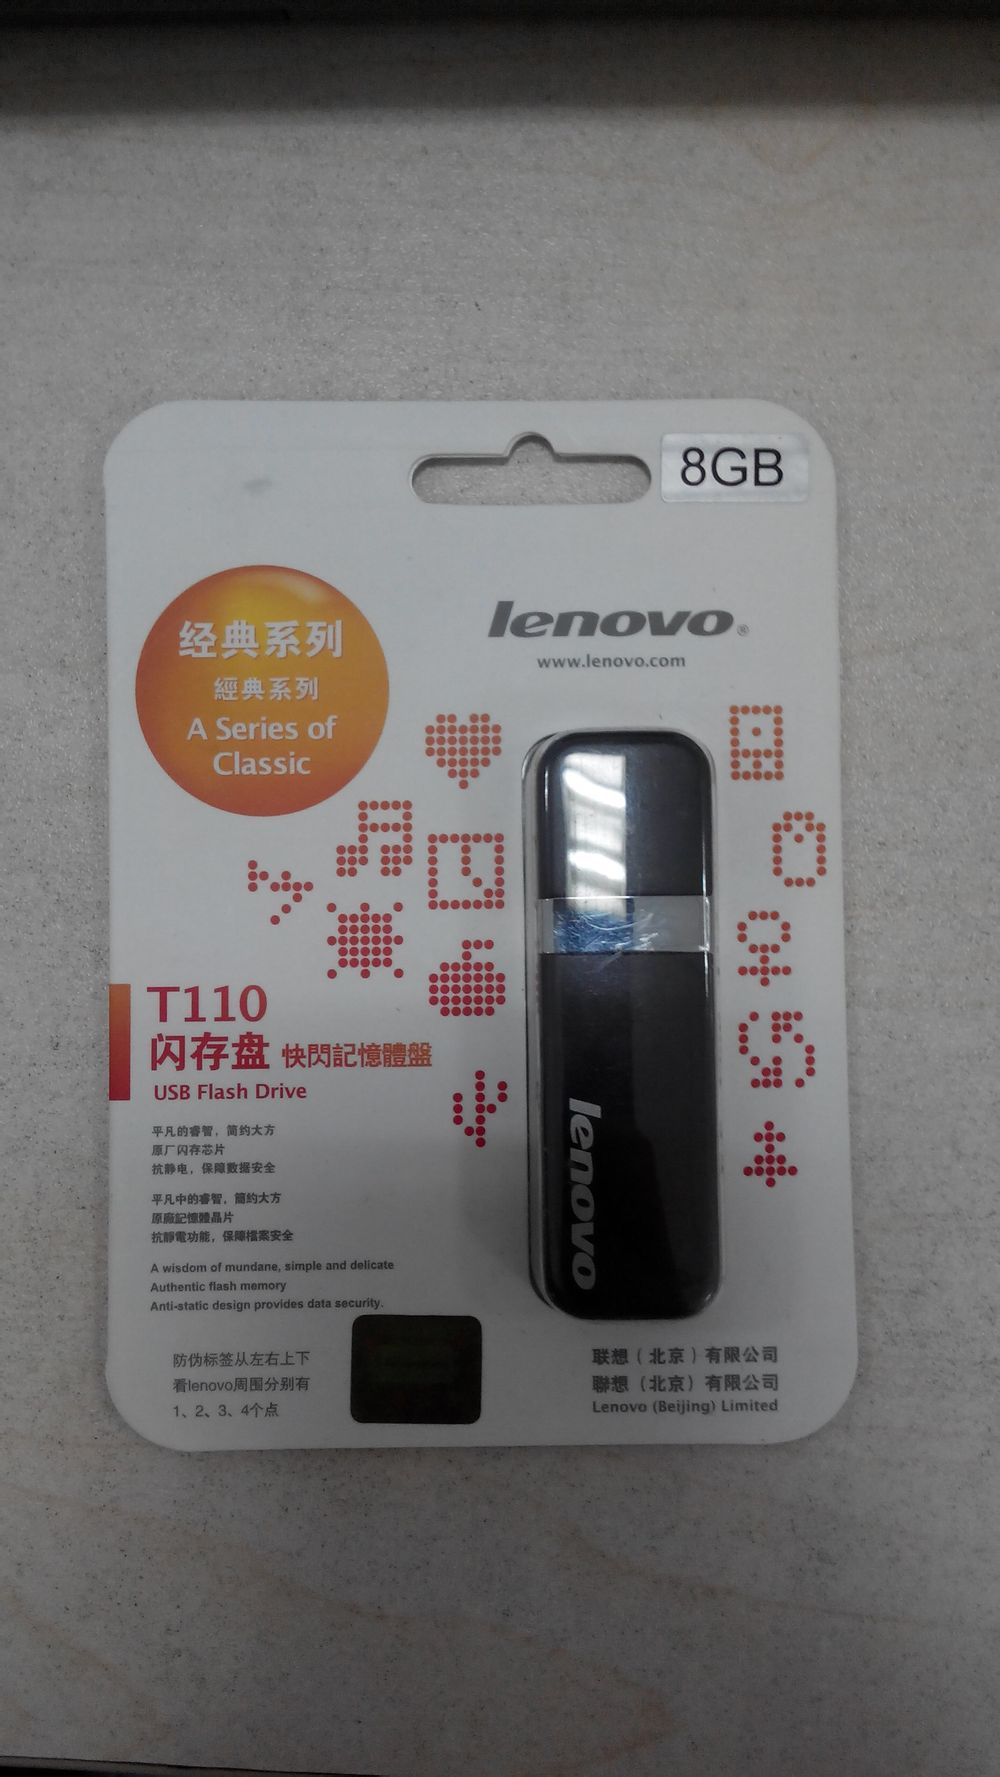 8GB
lenovo®
www.lenovo.com
经典系列
經典系列
A Series of
Classic
T110
闪存盘 快閃記憶體盤
USB Flash Drive
平凡的睿智，简约大方
原厂闪存芯片
抗静电，保障数据安全
平凡中的睿智，簡約大方
原廠記憶體晶片
抗靜電功能，保障檔案安全
A wisdom of mundane, simple and delicate
Authentic flash memory
Anti-static design provides data security.
lenovo
防伪标签从左右上下
看lenovo周围分别有
1、2、3、4个点
联想（北京）有限公司
聯想（北京）有限公司
Lenovo (Beijing) Limited